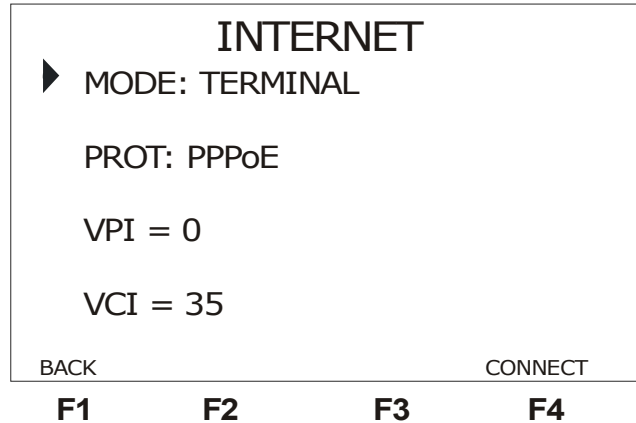 INTERNET
MODE: TERMINAL
PROT: PPPoE
VPI = 0
VCI = 35
BACK CONNECT
F1 F2 F3 F4